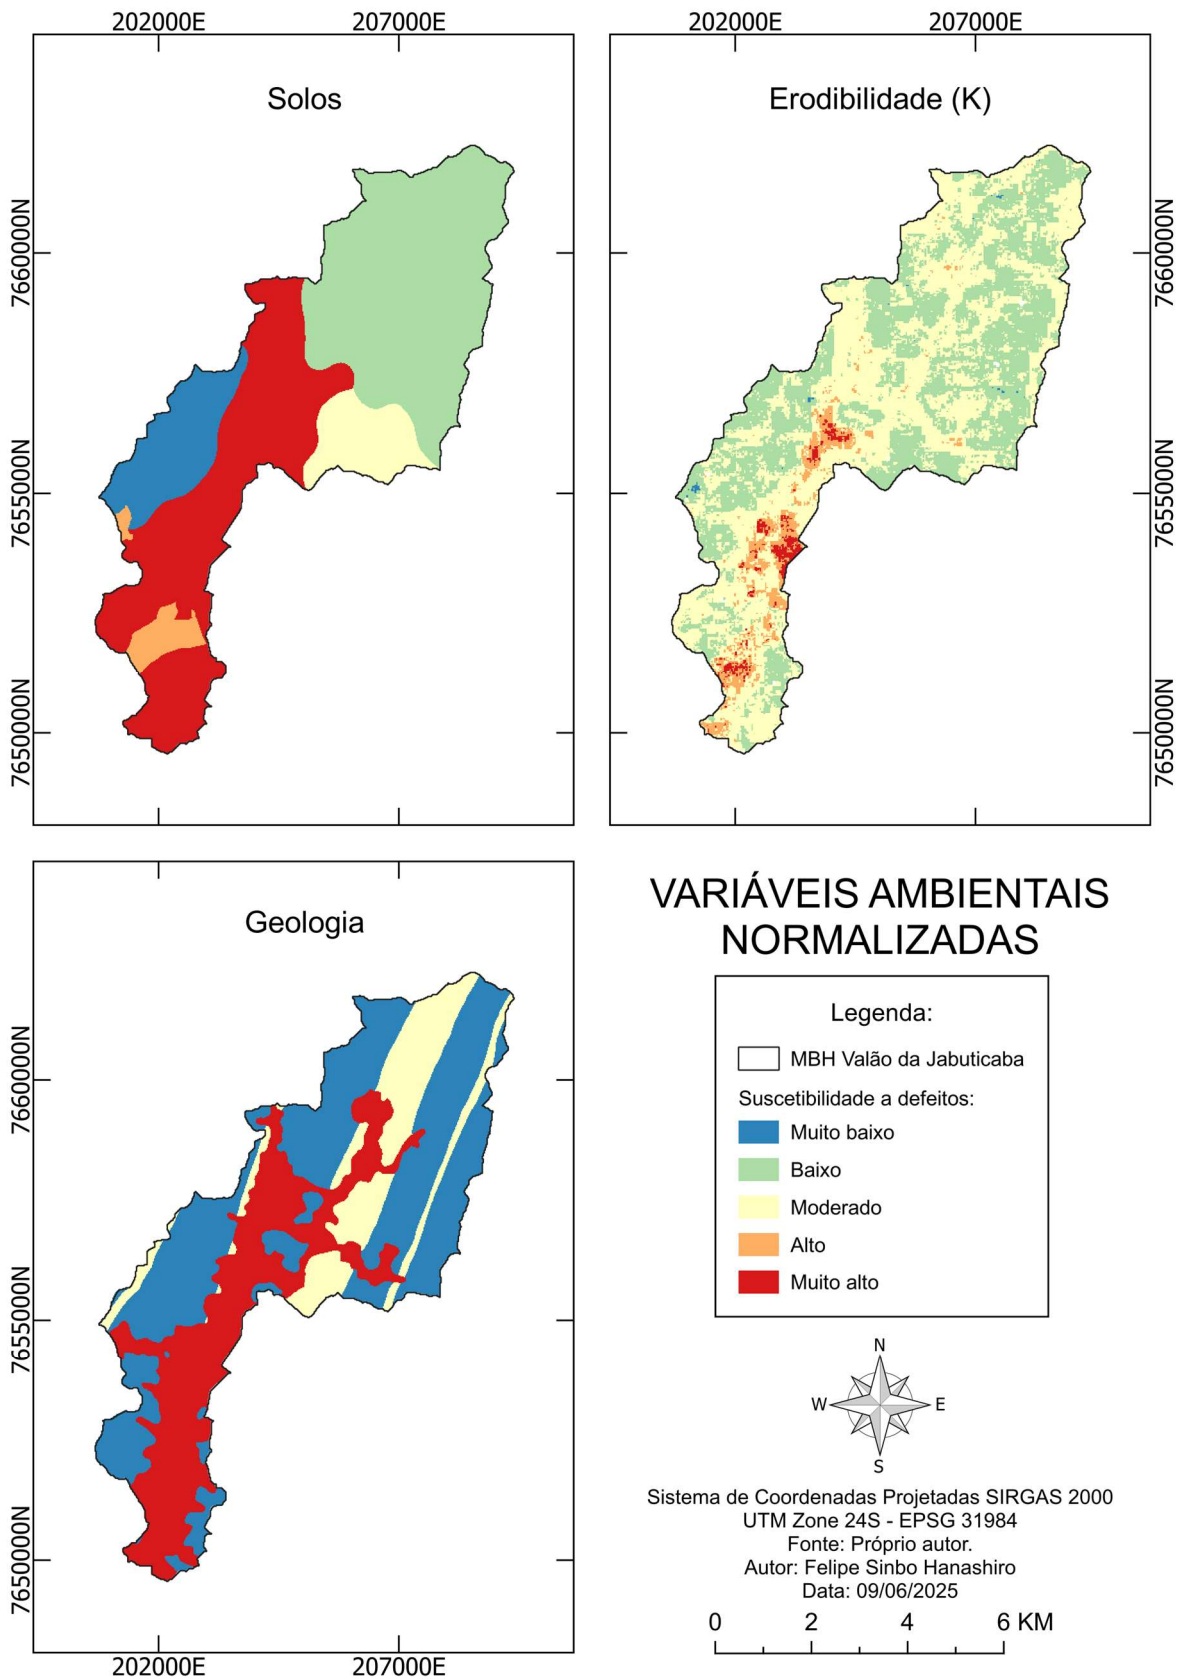 202000E
207000E
202000E
207000E
Solos
Erodibilidade (K)
7660000N
7655000N
7650000N
7660000N
7655000N
7650000N
Geologia
7660000N
7655000N
7650000N
202000E
207000E
VARIÁVEIS AMBIENTAIS
NORMALIZADAS
Legenda:
MBH Valão da Jabuticaba
Suscetibilidade a defeitos:
Muito baixo
Baixo
Moderado
Alto
Muito alto
N
W
E
S
Sistema de Coordenadas Projetadas SIRGAS 2000
UTM Zone 24S - EPSG 31984
Fonte: Próprio autor.
Autor: Felipe Sinbo Hanashiro
Data: 09/06/2025
0 2 4 6 KM